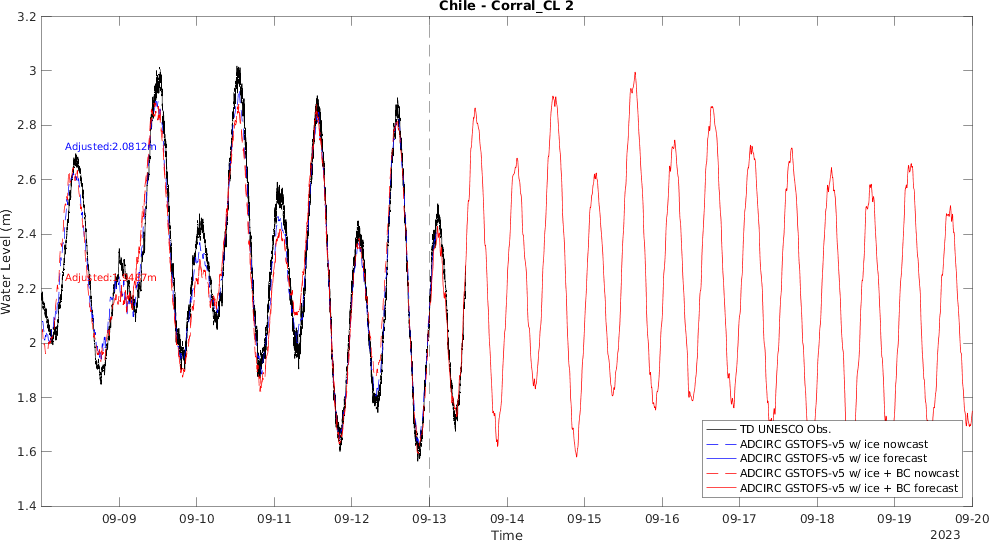 Chile - Corral_CL 2
3.2
3
2.8
2.6
2.4
2.2
2
1.8
1.6
1.4
Water Level (m)
Adjusted:2.0812m
09-09
09-10
09-11
09-12
09-13
09-14
09-15
09-16
09-17
09-18
09-19
09-20
Time
2023
TD UNESCO Obs.
ADCIRC GSTOFS-v5 w/ ice nowcast
ADCIRC GSTOFS-v5 w/ ice forecast
ADCIRC GSTOFS-v5 w/ ice + BC nowcast
ADCIRC GSTOFS-v5 w/ ice + BC forecast